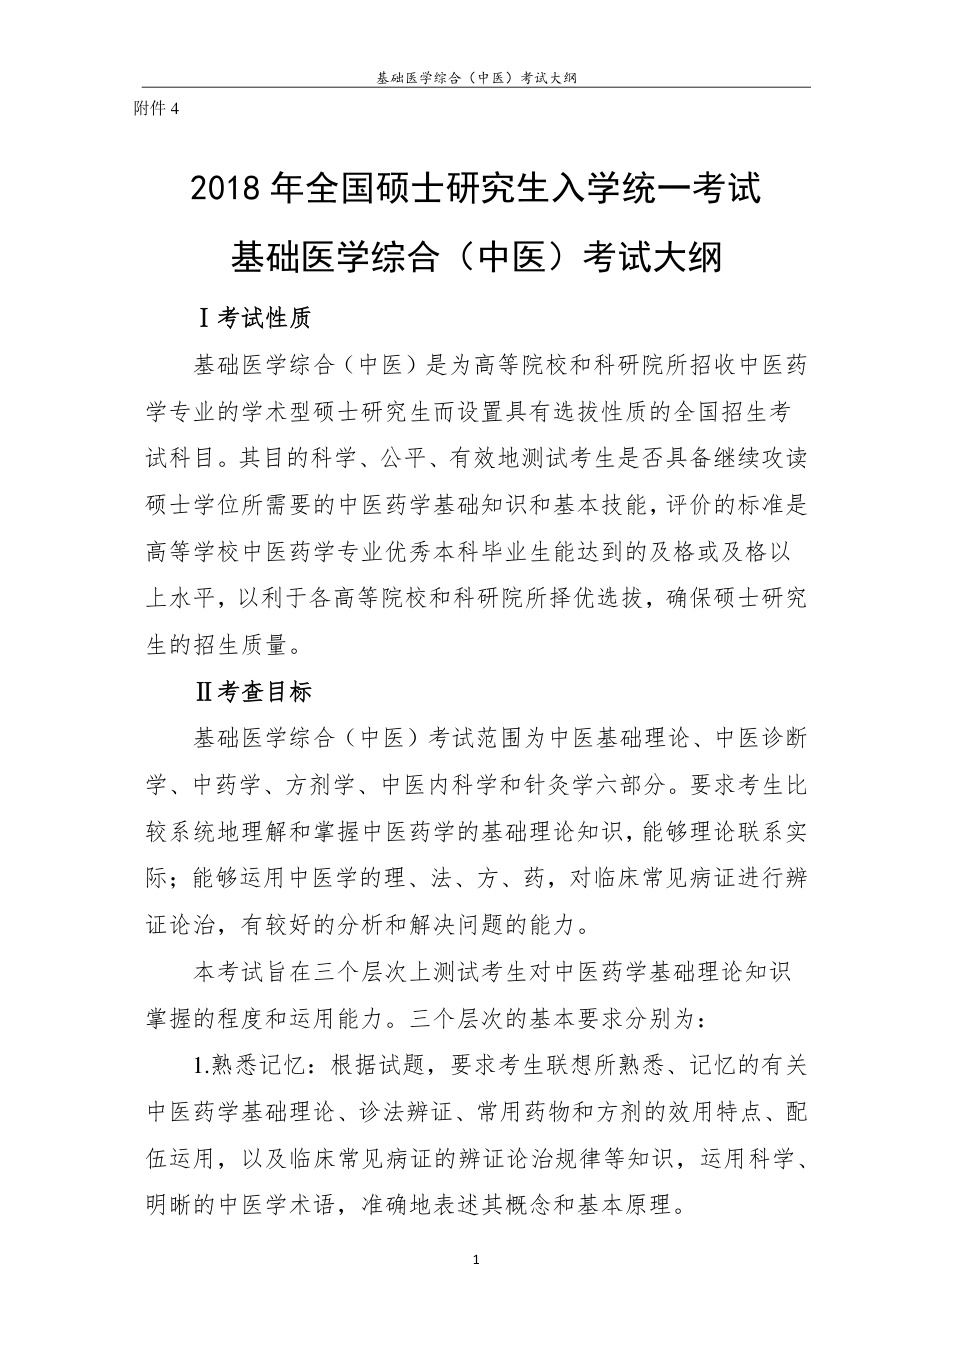 基础医学综合（中医）考试大纲
附件 4
2018 年全国硕士研究生入学统一考试
基础医学综合（中医）考试大纲
Ⅰ考试性质
基础医学综合（中医）是为高等院校和科研院所招收中医药
学专业的学术型硕士研究生而设置具有选拔性质的全国招生考
试科目。其目的科学、公平、有效地测试考生是否具备继续攻读
硕士学位所需要的中医药学基础知识和基本技能，评价的标准是
高等学校中医药学专业优秀本科毕业生能达到的及格或及格以
上水平，以利于各高等院校和科研院所择优选拔，确保硕士研究
生的招生质量。
Ⅱ考查目标
基础医学综合（中医）考试范围为中医基础理论、中医诊断
学、中药学、方剂学、中医内科学和针灸学六部分。要求考生比
较系统地理解和掌握中医药学的基础理论知识，能够理论联系实
际；能够运用中医学的理、法、方、药，对临床常见病证进行辨
证论治，有较好的分析和解决问题的能力。
本考试旨在三个层次上测试考生对中医药学基础理论知识
掌握的程度和运用能力。三个层次的基本要求分别为：
1.熟悉记忆：根据试题，要求考生联想所熟悉、记忆的有关
中医药学基础理论、诊法辨证、常用药物和方剂的效用特点、配
伍运用，以及临床常见病证的辨证论治规律等知识，运用科学、
明晰的中医学术语，准确地表述其概念和基本原理。
1